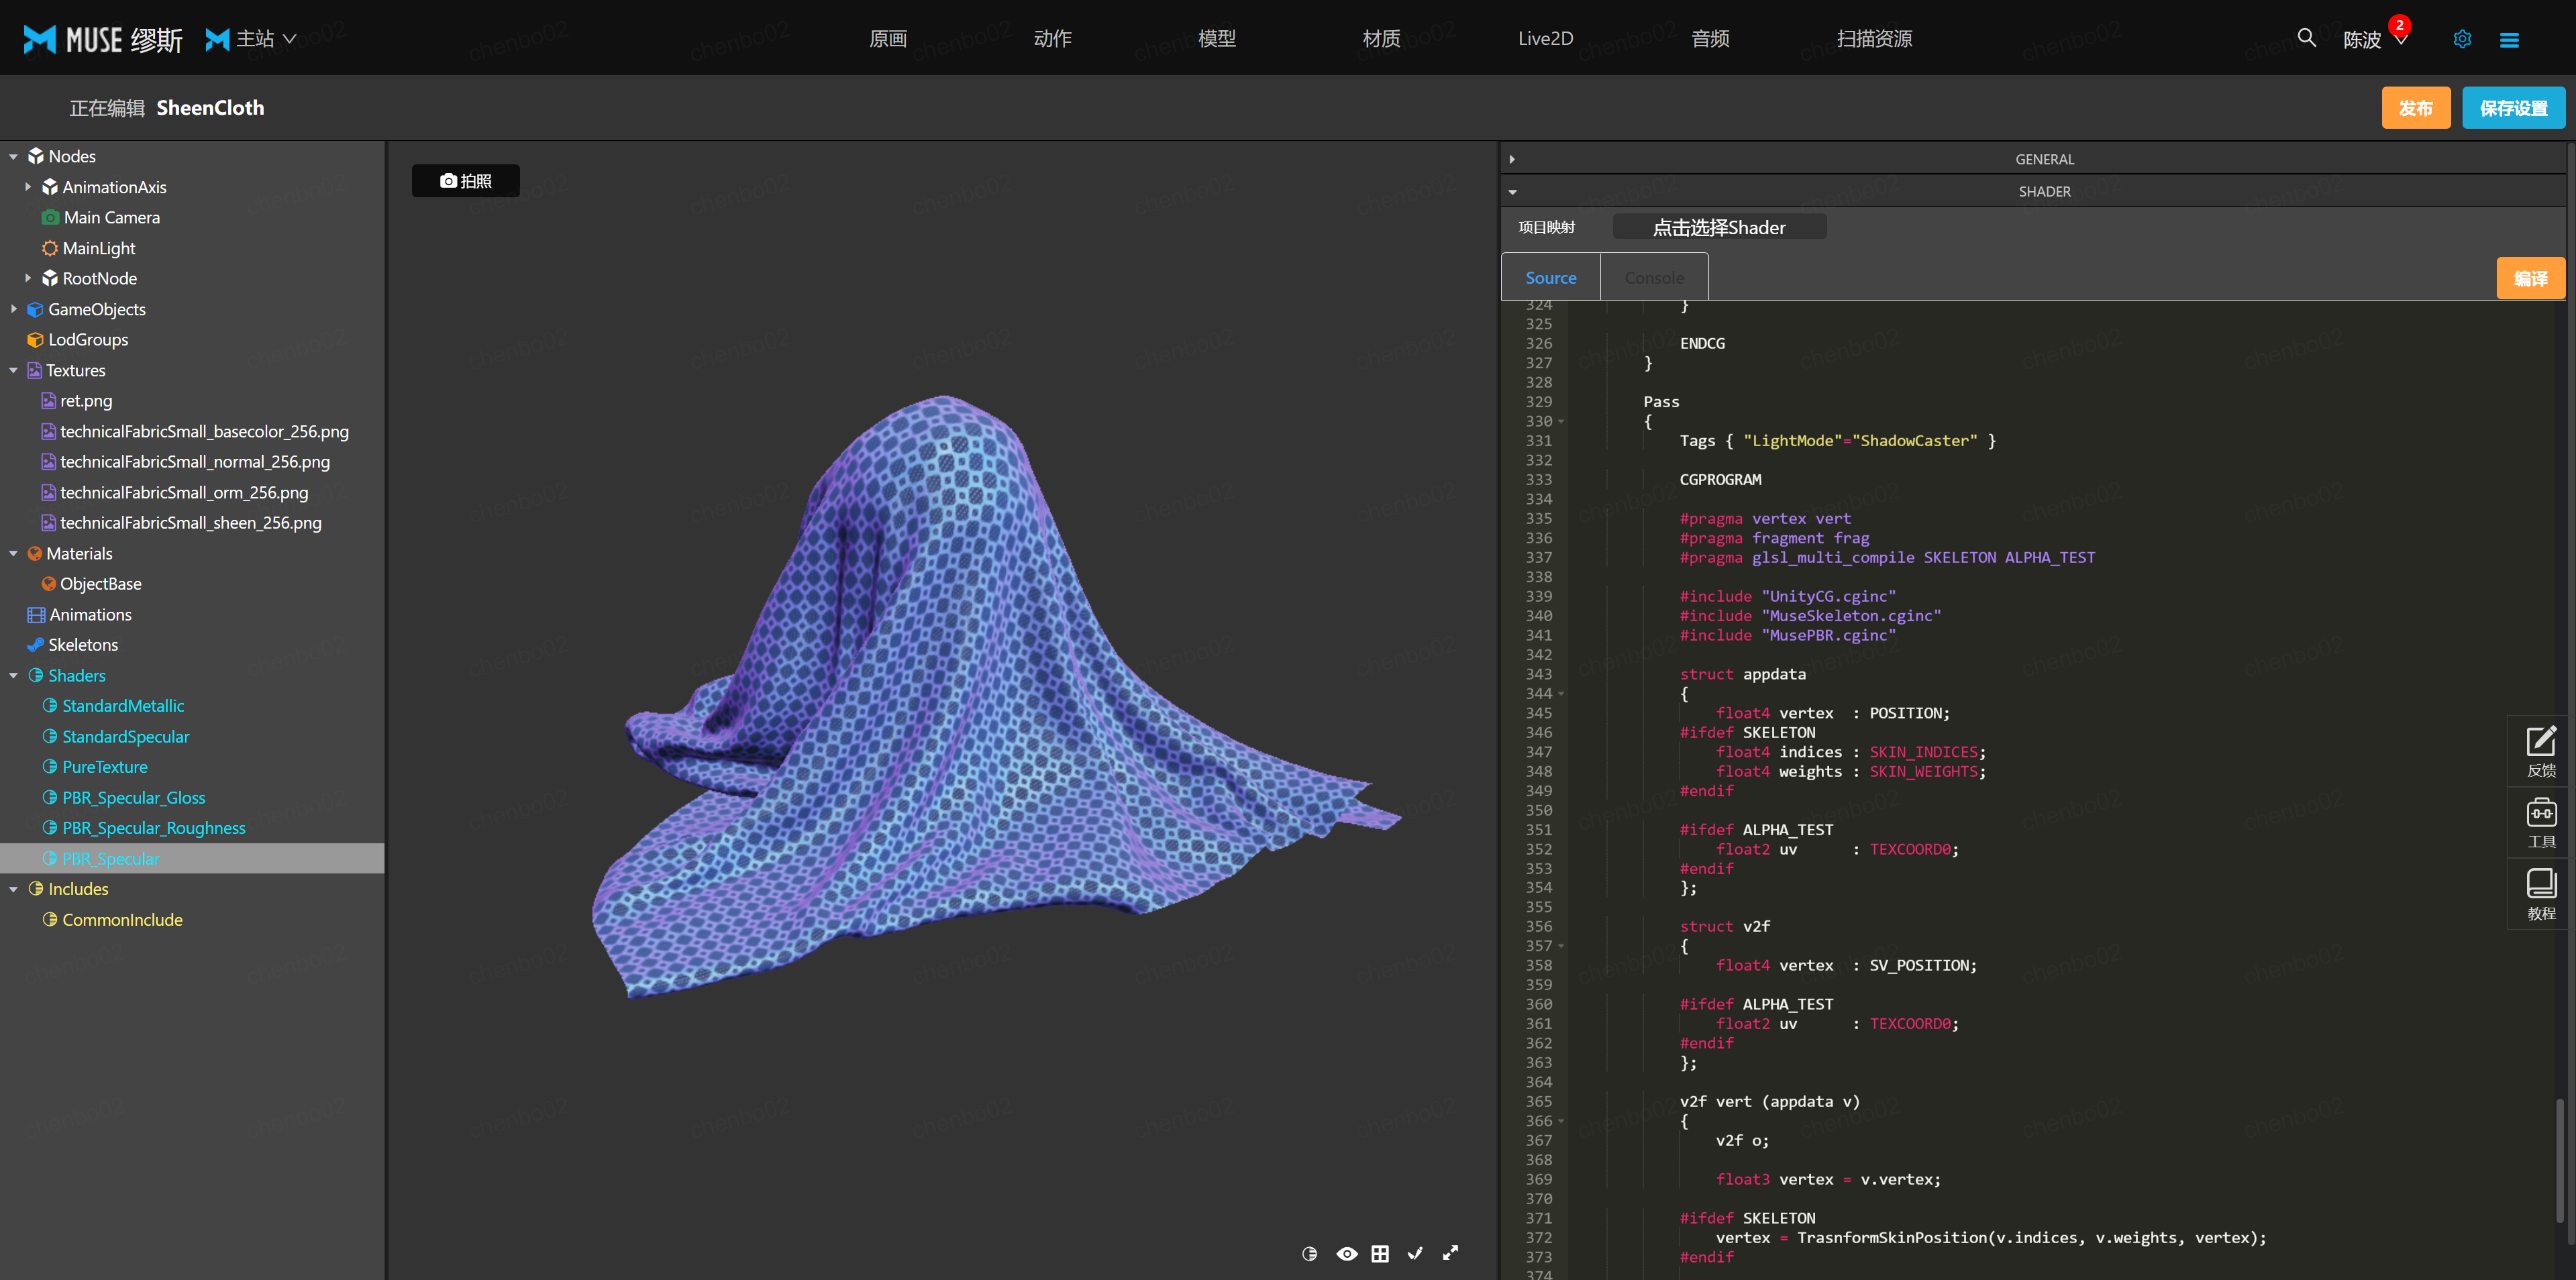 MUSE 缪斯 主站 原画 动作 模型 材质 Live2D 音频 扫描资源 陈波 2
正在编辑 SheenCloth 发布 保存设置
Nodes
AnimationAxis
Main Camera
MainLight
RootNode
GameObjects
LodGroups
Textures
ret.png
technicalFabricSmall_basecolor_256.png
technicalFabricSmall_normal_256.png
technicalFabricSmall_orm_256.png
technicalFabricSmall_sheen_256.png
Materials
ObjectBase
Animations
Skeletons
Shaders
StandardMetallic
StandardSpecular
PureTexture
PBR_Specular_Gloss
PBR_Specular_Roughness
PBR_Specular
Includes
CommonInclude
拍照
GENERAL
SHADER
项目映射 点击选择Shader
Source Console 编译
324 }
325
326 ENDCG
327 }
328
329 Pass
330 {
331 Tags { "LightMode"="ShadowCaster" }
332
333 CGPROGRAM
334
335 #pragma vertex vert
336 #pragma fragment frag
337 #pragma glsl_multi_compile SKELETON ALPHA_TEST
338
339 #include "UnityCG.cginc"
340 #include "MuseSkeleton.cginc"
341 #include "MusePBR.cginc"
342
343 struct appdata
344 {
345 float4 vertex : POSITION;
346 #ifdef SKELETON
347 float4 indices : SKIN_INDICES;
348 float4 weights : SKIN_WEIGHTS;
349 #endif
350
351 #ifdef ALPHA_TEST
352 float2 uv : TEXCOORD0;
353 #endif
354 };
355
356 struct v2f
357 {
358 float4 vertex : SV_POSITION;
359
360 #ifdef ALPHA_TEST
361 float2 uv : TEXCOORD0;
362 #endif
363 };
364
365 v2f vert (appdata v)
366 {
367 v2f o;
368
369 float3 vertex = v.vertex;
370
371 #ifdef SKELETON
372 vertex = TrasnformSkinPosition(v.indices, v.weights, vertex);
373 #endif
374
反馈
工具
教程
chenbo02